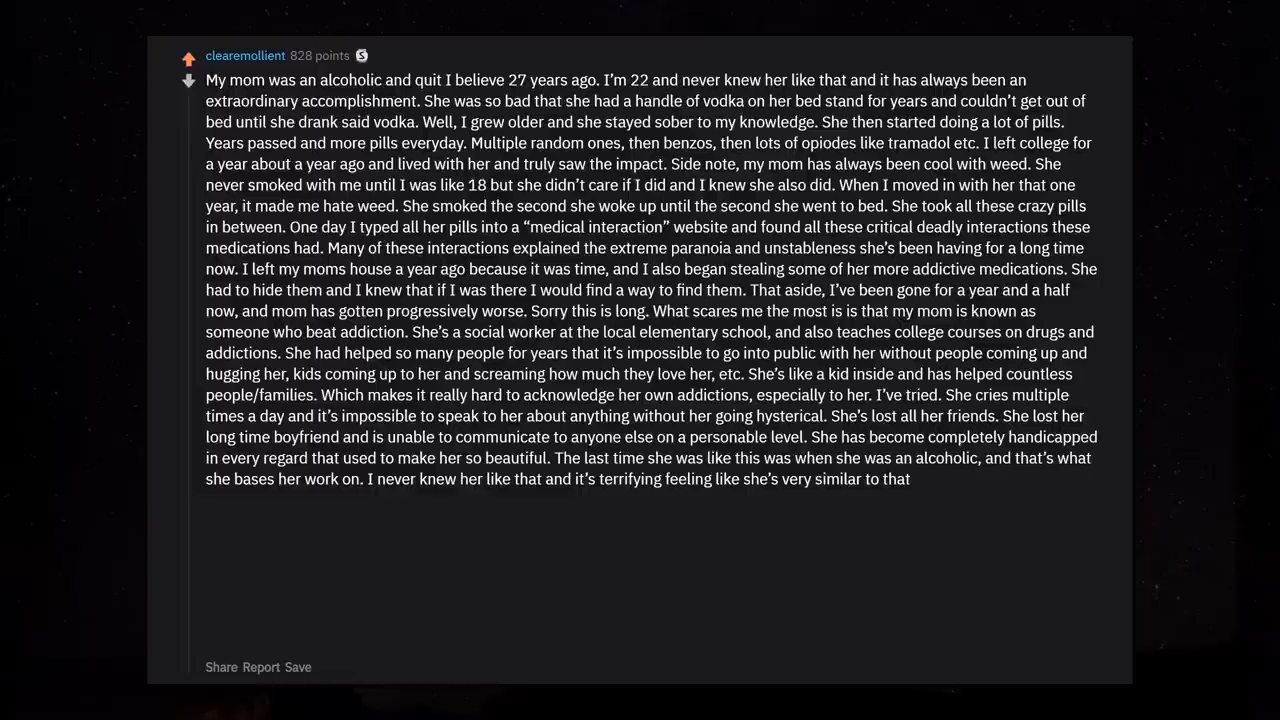 clearemollient 828 points S
My mom was an alcoholic and quit I believe 27 years ago. I’m 22 and never knew her like that and it has always been an
extraordinary accomplishment. She was so bad that she had a handle of vodka on her bed stand for years and couldn’t get out of
bed until she drank said vodka. Well, I grew older and she stayed sober to my knowledge. She then started doing a lot of pills.
Years passed and more pills everyday. Multiple random ones, then benzos, then lots of opiodes like tramadol etc. I left college for
a year about a year ago and lived with her and truly saw the impact. Side note, my mom has always been cool with weed. She
never smoked with me until I was like 18 but she didn’t care if I did and I knew she also did. When I moved in with her that one
year, it made me hate weed. She smoked the second she woke up until the second she went to bed. She took all these crazy pills
in between. One day I typed all her pills into a “medical interaction” website and found all these critical deadly interactions these
medications had. Many of these interactions explained the extreme paranoia and unstableness she’s been having for a long time
now. I left my moms house a year ago because it was time, and I also began stealing some of her more addictive medications. She
had to hide them and I knew that if I was there I would find a way to find them. That aside, I’ve been gone for a year and a half
now, and mom has gotten progressively worse. Sorry this is long. What scares me the most is is that my mom is known as
someone who beat addiction. She’s a social worker at the local elementary school, and also teaches college courses on drugs and
addictions. She had helped so many people for years that it’s impossible to go into public with her without people coming up and
hugging her, kids coming up to her and screaming how much they love her, etc. She’s like a kid inside and has helped countless
people/families. Which makes it really hard to acknowledge her own addictions, especially to her. I’ve tried. She cries multiple
times a day and it’s impossible to speak to her about anything without her going hysterical. She’s lost all her friends. She lost her
long time boyfriend and is unable to communicate to anyone else on a personable level. She has become completely handicapped
in every regard that used to make her so beautiful. The last time she was like this was when she was an alcoholic, and that’s what
she bases her work on. I never knew her like that and it’s terrifying feeling like she’s very similar to that
Share Report Save